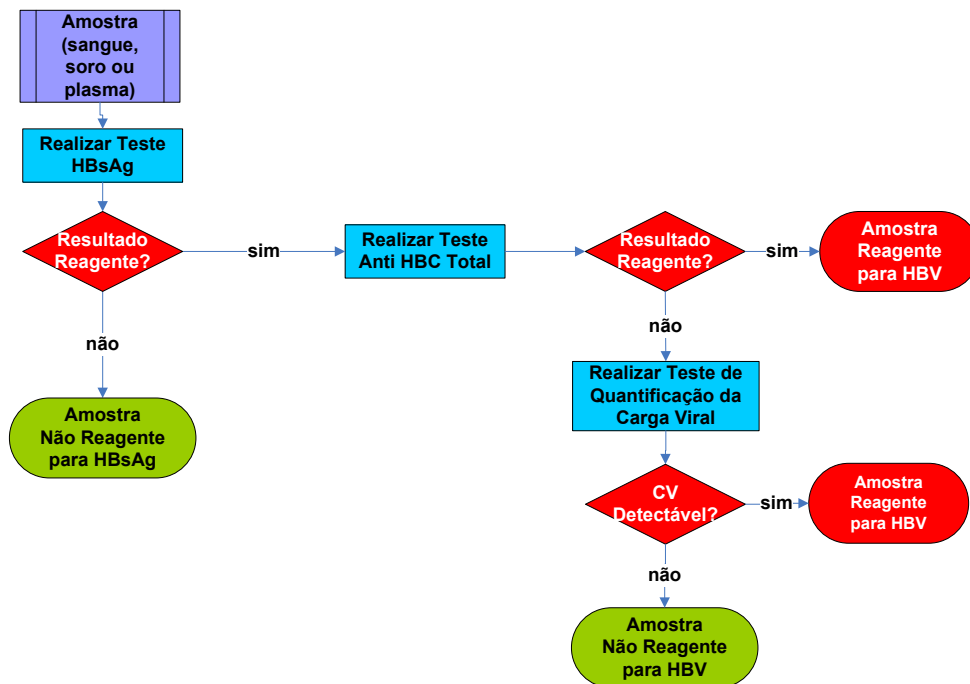 Amostra
(sangue,
soro ou
plasma)
Realizar Teste
HBsAg
Resultado
Reagente?
sim
Realizar Teste
Anti HBC Total
Resultado
Reagente?
sim
Amostra
Reagente
para HBV
não
Amostra
Não Reagente
para HBsAg
não
Realizar Teste de
Quantificação da
Carga Viral
CV
Detectável?
sim
Amostra
Reagente
para HBV
não
Amostra
Não Reagente
para HBV